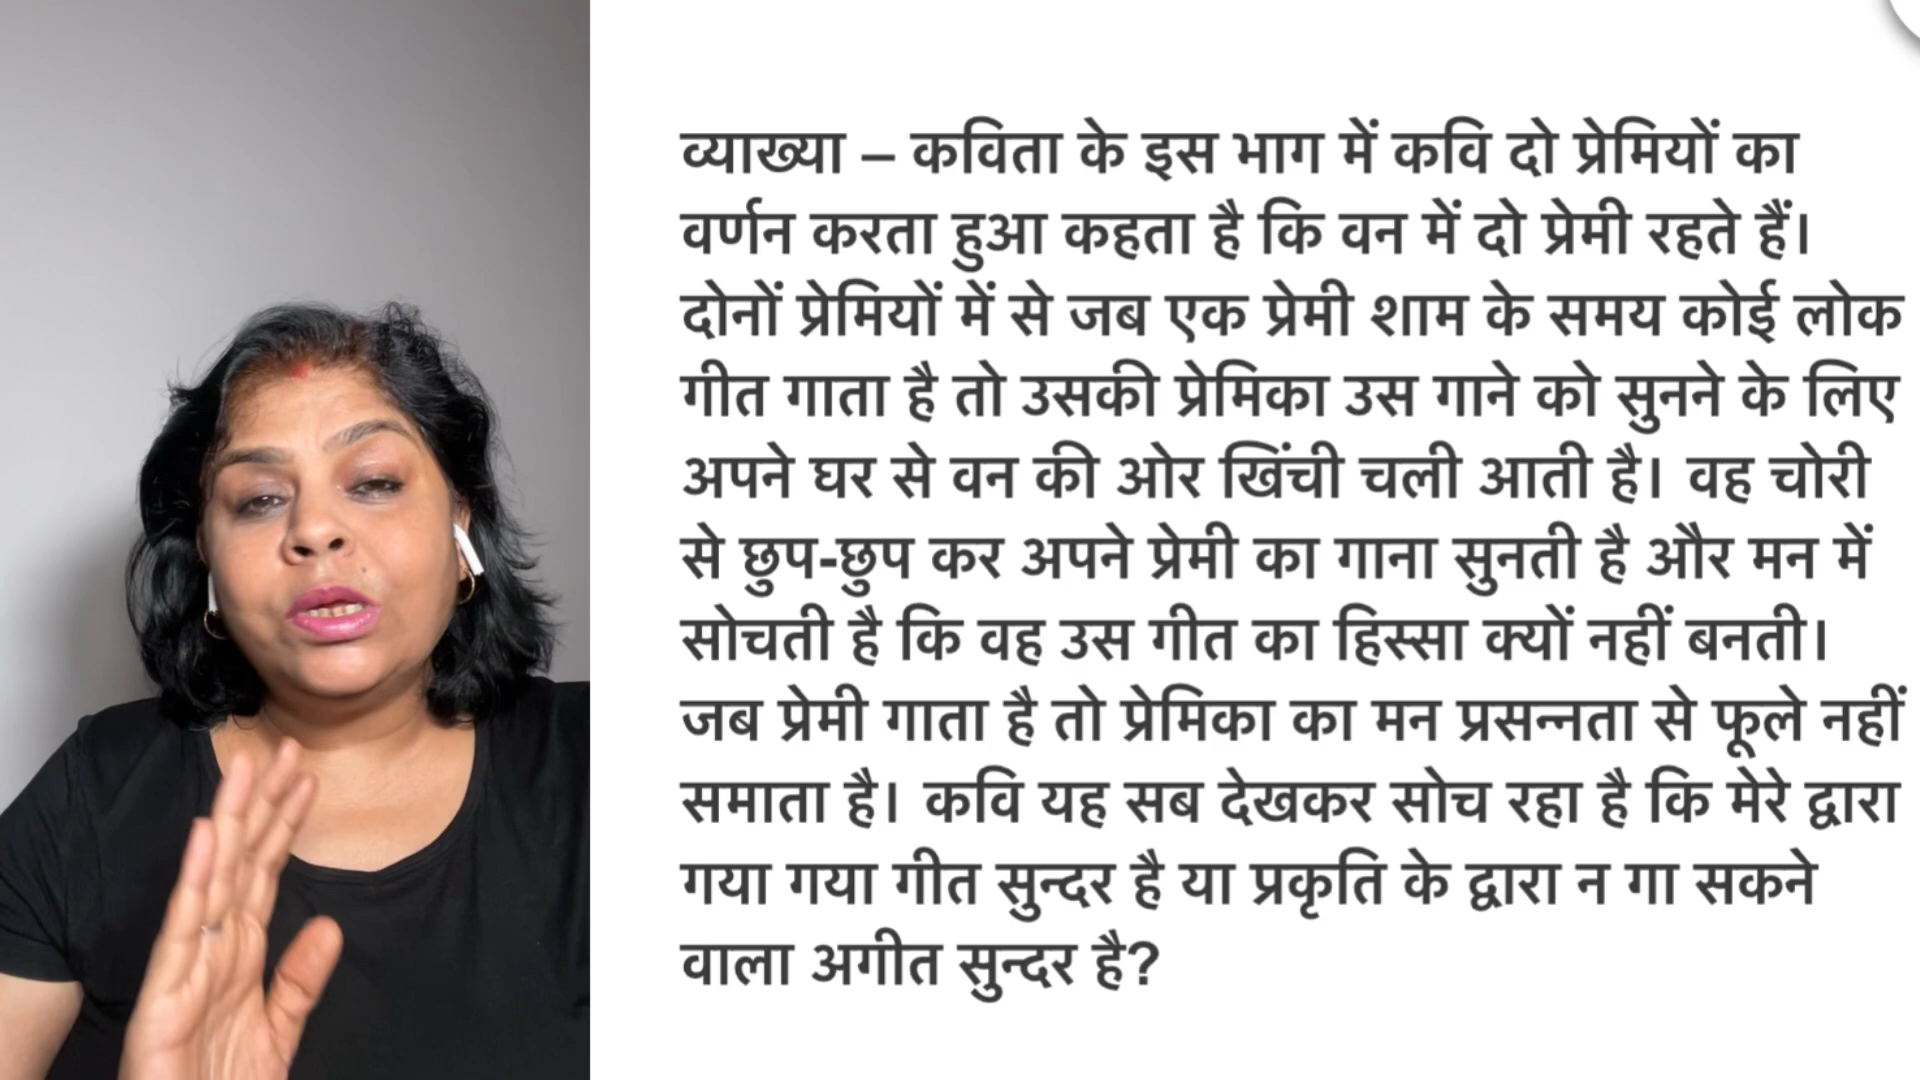 व्याख्या – कविता के इस भाग में कवि दो प्रेमियों का
वर्णन करता हुआ कहता है कि वन में दो प्रेमी रहते हैं।
दोनों प्रेमियों में से जब एक प्रेमी शाम के समय कोई लोक
गीत गाता है तो उसकी प्रेमिका उस गाने को सुनने के लिए
अपने घर से वन की ओर खिंची चली आती है। वह चोरी
से छुप-छुप कर अपने प्रेमी का गाना सुनती है और मन में
सोचती है कि वह उस गीत का हिस्सा क्यों नहीं बनती।
जब प्रेमी गाता है तो प्रेमिका का मन प्रसन्नता से फूले नहीं
समाता है। कवि यह सब देखकर सोच रहा है कि मेरे द्वारा
गया गया गीत सुन्दर है या प्रकृति के द्वारा न गा सकने
वाला अगीत सुन्दर है?